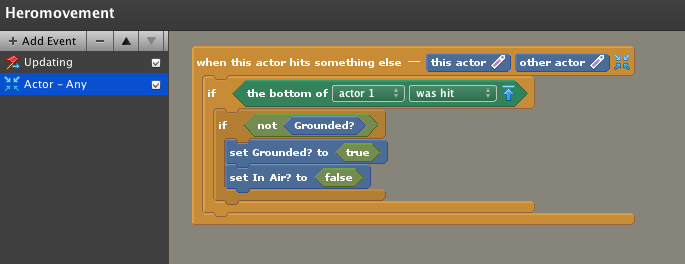 Heromovement
+ Add Event − ▲ ▼
Updating
Actor - Any
when this actor hits something else — this actor other actor
if the bottom of actor 1 was hit
if not Grounded?
set Grounded? to true
set In Air? to false